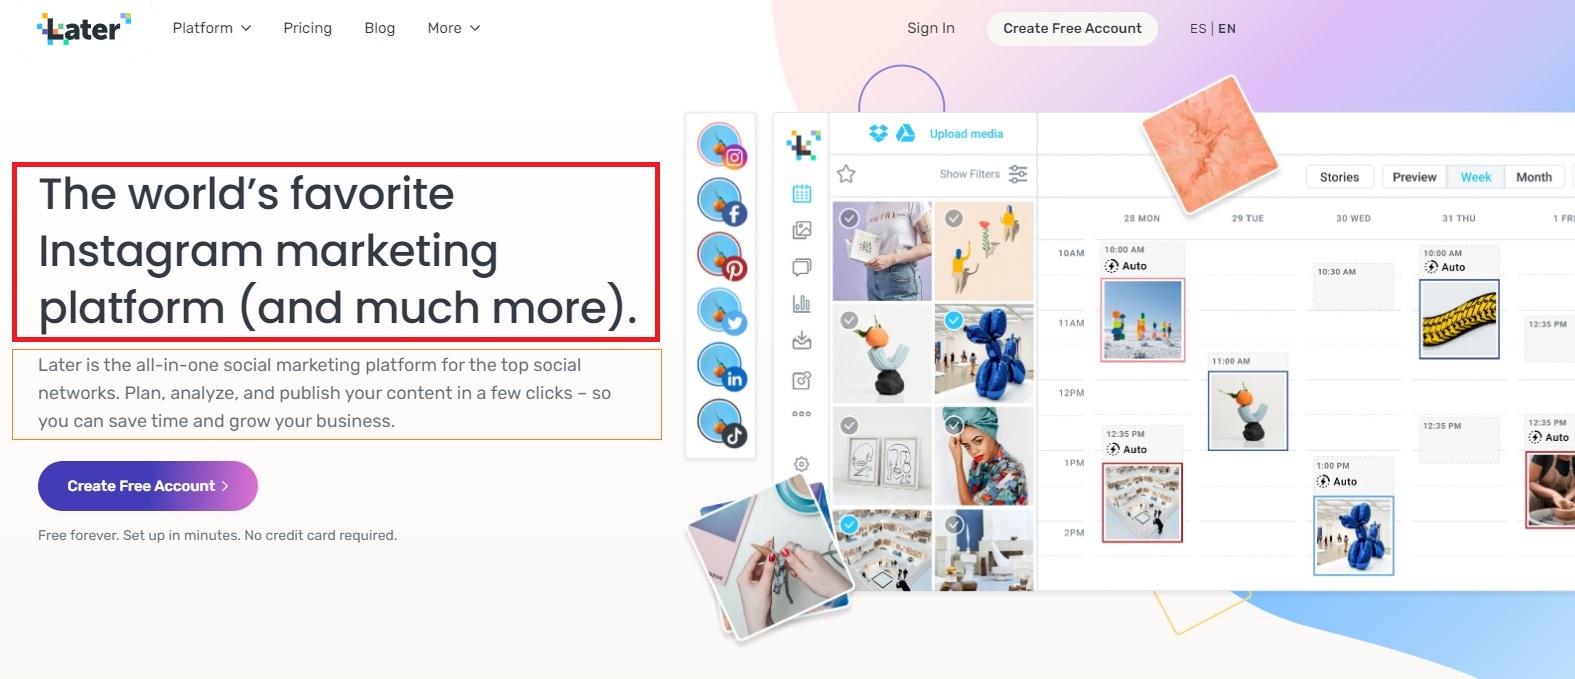 Later
Platform
Pricing
Blog
More
Sign In
Create Free Account
ES | EN
The world's favorite
Instagram marketing
platform (and much more).
Later is the all-in-one social marketing platform for the top social
networks. Plan, analyze, and publish your content in a few clicks – so
you can save time and grow your business.
Create Free Account
Free forever. Set up in minutes. No credit card required.
Upload media
Show Filters
Stories
Preview
Week
Month
28 MON
29 TUE
30 WED
31 THU
1 FRI
10AM
11AM
12PM
1PM
2PM
10:00 AM
Auto
12:35 PM
Auto
11:00 AM
10:30 AM
1:00 PM
Auto
10:00 AM
Auto
12:35 PM
12:35 PM
12:35 PM
Auto